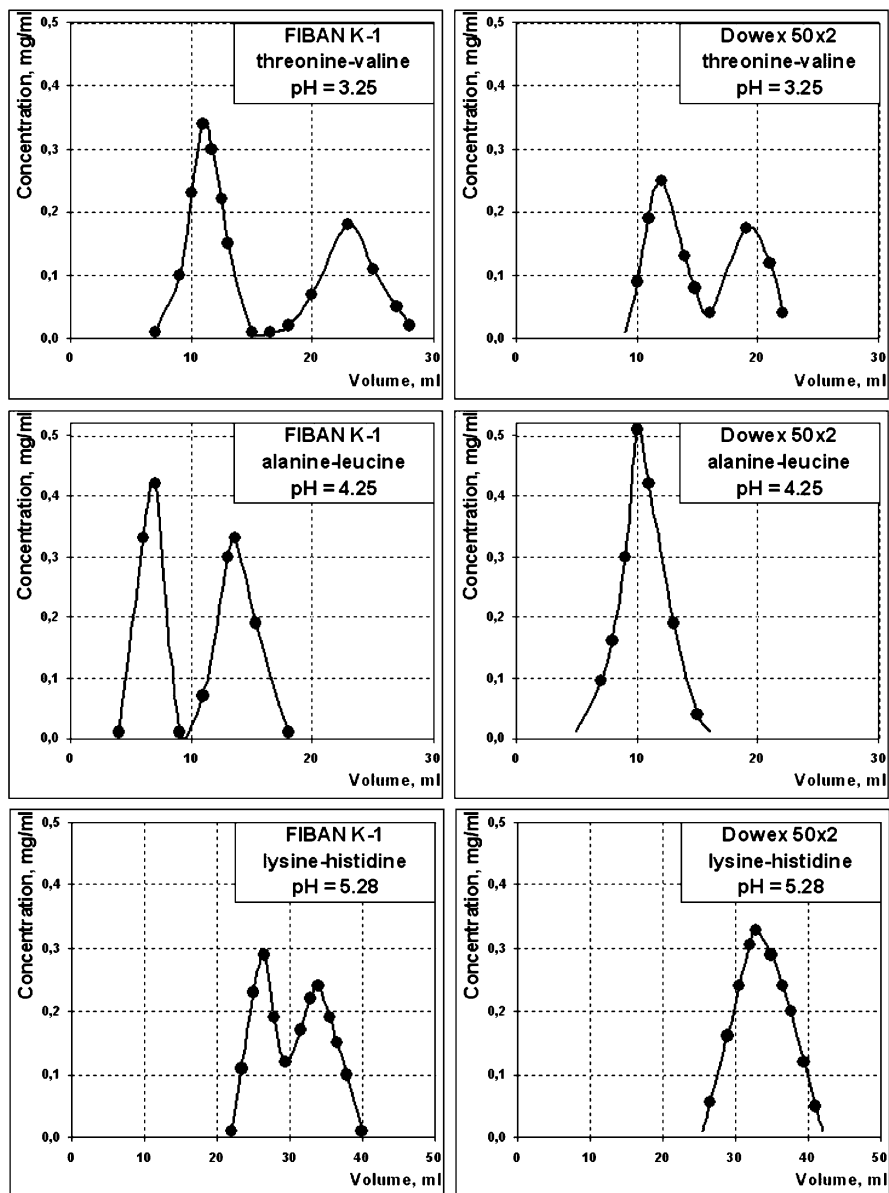 Concentration, mg/ml
0,5
0,4
0,3
0,2
0,1
0,0
FIBAN K-1
threonine-valine
pH = 3.25
0
10
20
30
Volume, ml
Concentration, mg/ml
0,5
0,4
0,3
0,2
0,1
0,0
Dowex 50x2
threonine-valine
pH = 3.25
0
10
20
30
Volume, ml
Concentration, mg/ml
0,5
0,4
0,3
0,2
0,1
0,0
FIBAN K-1
alanine-leucine
pH = 4.25
0
10
20
30
Volume, ml
Concentration, mg/ml
0,5
0,4
0,3
0,2
0,1
0,0
Dowex 50x2
alanine-leucine
pH = 4.25
0
10
20
30
Volume, ml
Concentration, mg/ml
0,5
0,4
0,3
0,2
0,1
0,0
FIBAN K-1
lysine-histidine
pH = 5.28
0
10
20
30
40
50
Volume, ml
Concentration, mg/ml
0,5
0,4
0,3
0,2
0,1
0,0
Dowex 50x2
lysine-histidine
pH = 5.28
0
10
20
30
40
50
Volume, ml